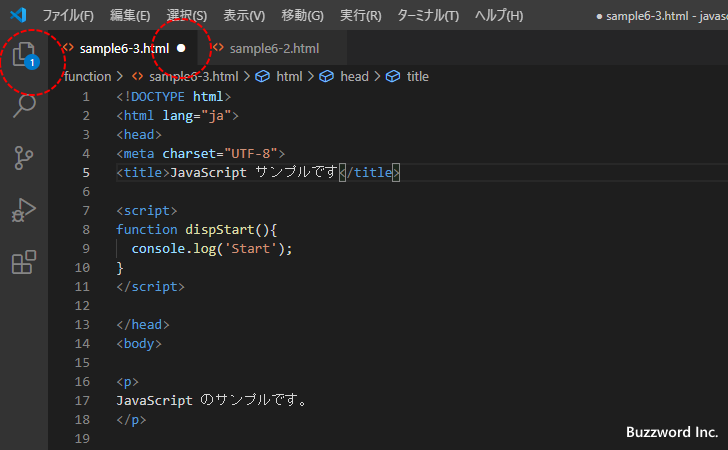 ファイル(F) 編集(E) 選択(S) 表示(V) 移動(G) 実行(R) ターミナル(T) ヘルプ(H) ● sample6-3.html - javasc
1
<> sample6-3.html ● <> sample6-2.html
function > <> sample6-3.html > html > head > title
1 <!DOCTYPE html>
2 <html lang="ja">
3 <head>
4 <meta charset="UTF-8">
5 <title>JavaScript サンプルです</title>
6
7 <script>
8 function dispStart(){
9   console.log('Start');
10 }
11 </script>
12
13 </head>
14 <body>
15
16 <p>
17 JavaScript のサンプルです。
18 </p>
19
Buzzword Inc.